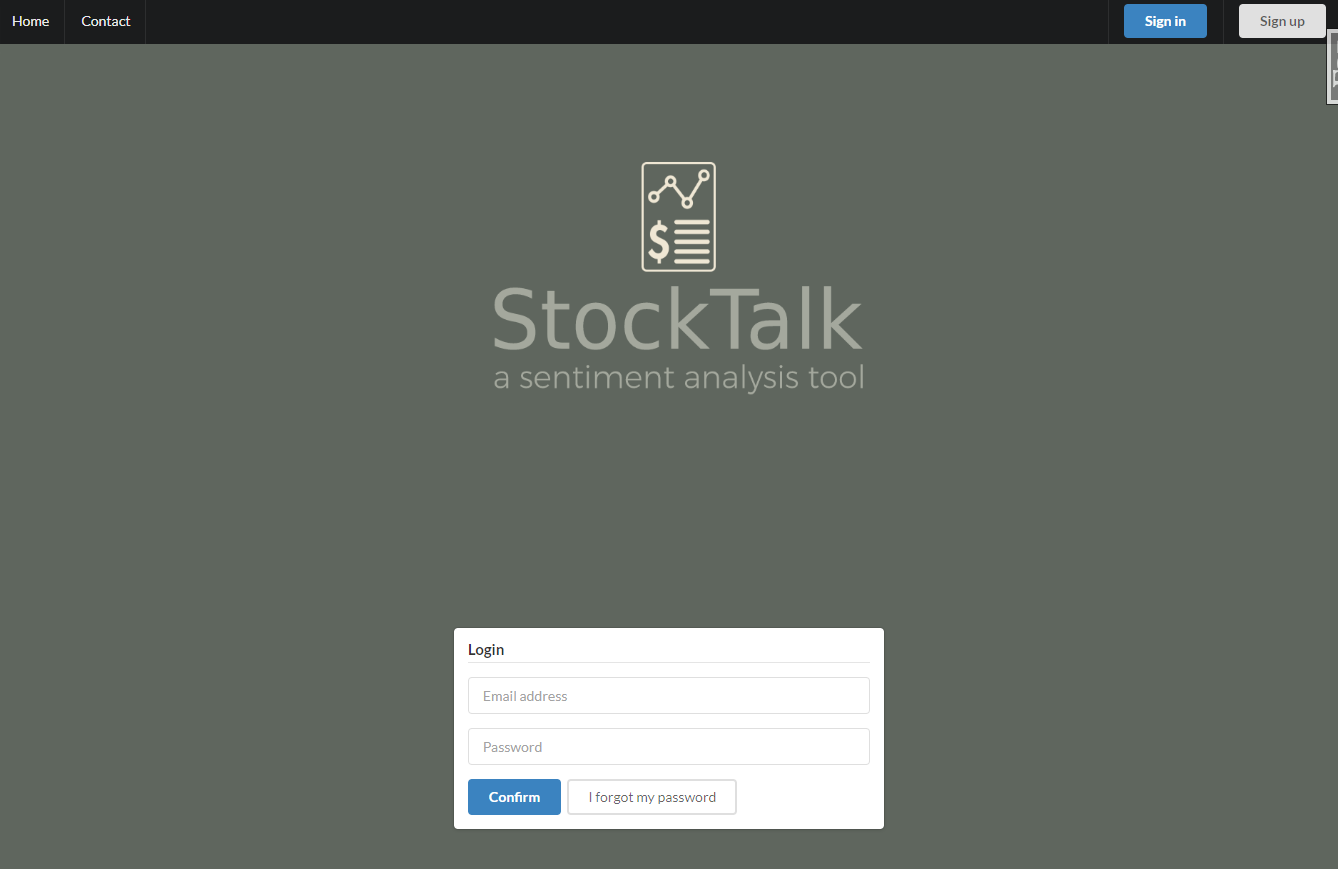 Home Contact Sign in Sign up
$
StockTalk
a sentiment analysis tool
Login
Email address
Password
Confirm I forgot my password